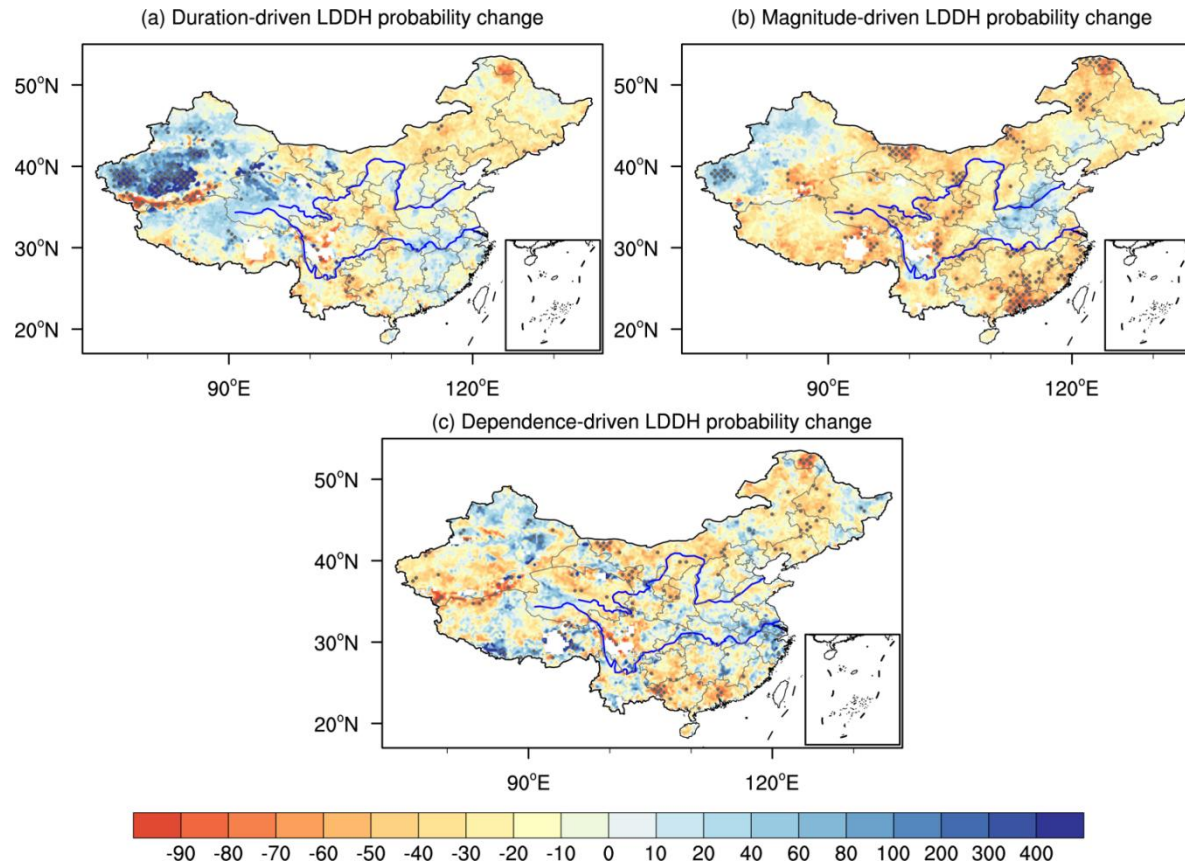 (a) Duration-driven LDDH probability change
(b) Magnitude-driven LDDH probability change
50°N
40°N
30°N
20°N
90°E
120°E
50°N
40°N
30°N
20°N
90°E
120°E
(c) Dependence-driven LDDH probability change
50°N
40°N
30°N
20°N
90°E
120°E
-90 -80 -70 -60 -50 -40 -30 -20 -10 0 10 20 40 60 80 100 200 300 400